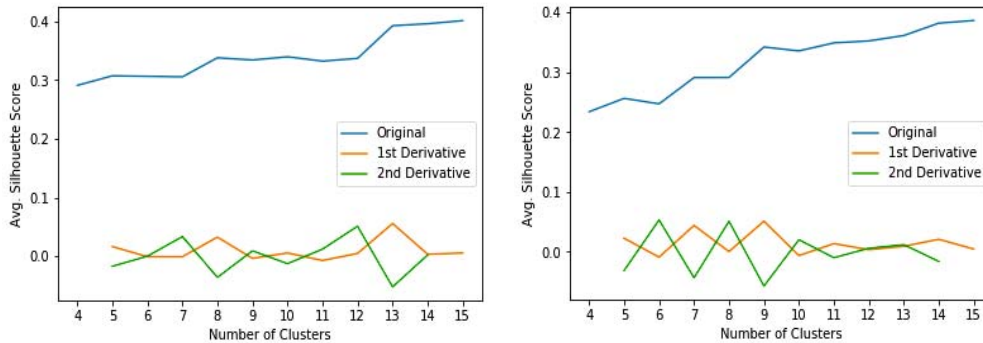 0.4
0.3
0.2
0.1
0.0
Avg. Silhouette Score
Original
1st Derivative
2nd Derivative
4 5 6 7 8 9 10 11 12 13 14 15
Number of Clusters
0.4
0.3
0.2
0.1
0.0
Avg. Silhouette Score
Original
1st Derivative
2nd Derivative
4 5 6 7 8 9 10 11 12 13 14 15
Number of Clusters